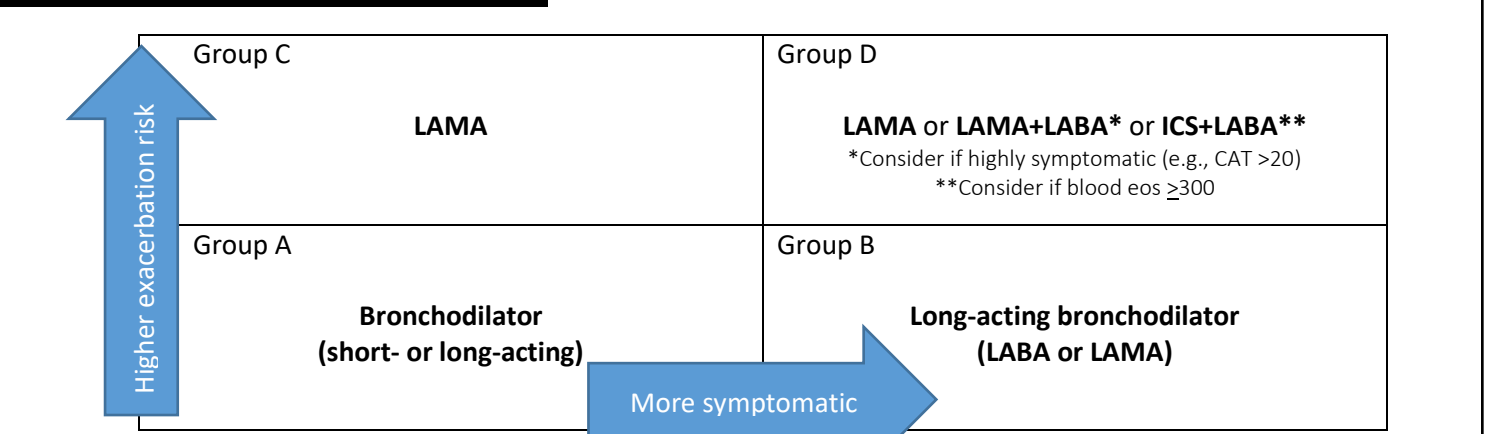 Group C
LAMA
Group D
LAMA or LAMA+LABA* or ICS+LABA**
*Consider if highly symptomatic (e.g., CAT >20)
**Consider if blood eos ≥300
Higher exacerbation risk
Group A
Bronchodilator
(short- or long-acting)
Group B
Long-acting bronchodilator
(LABA or LAMA)
More symptomatic